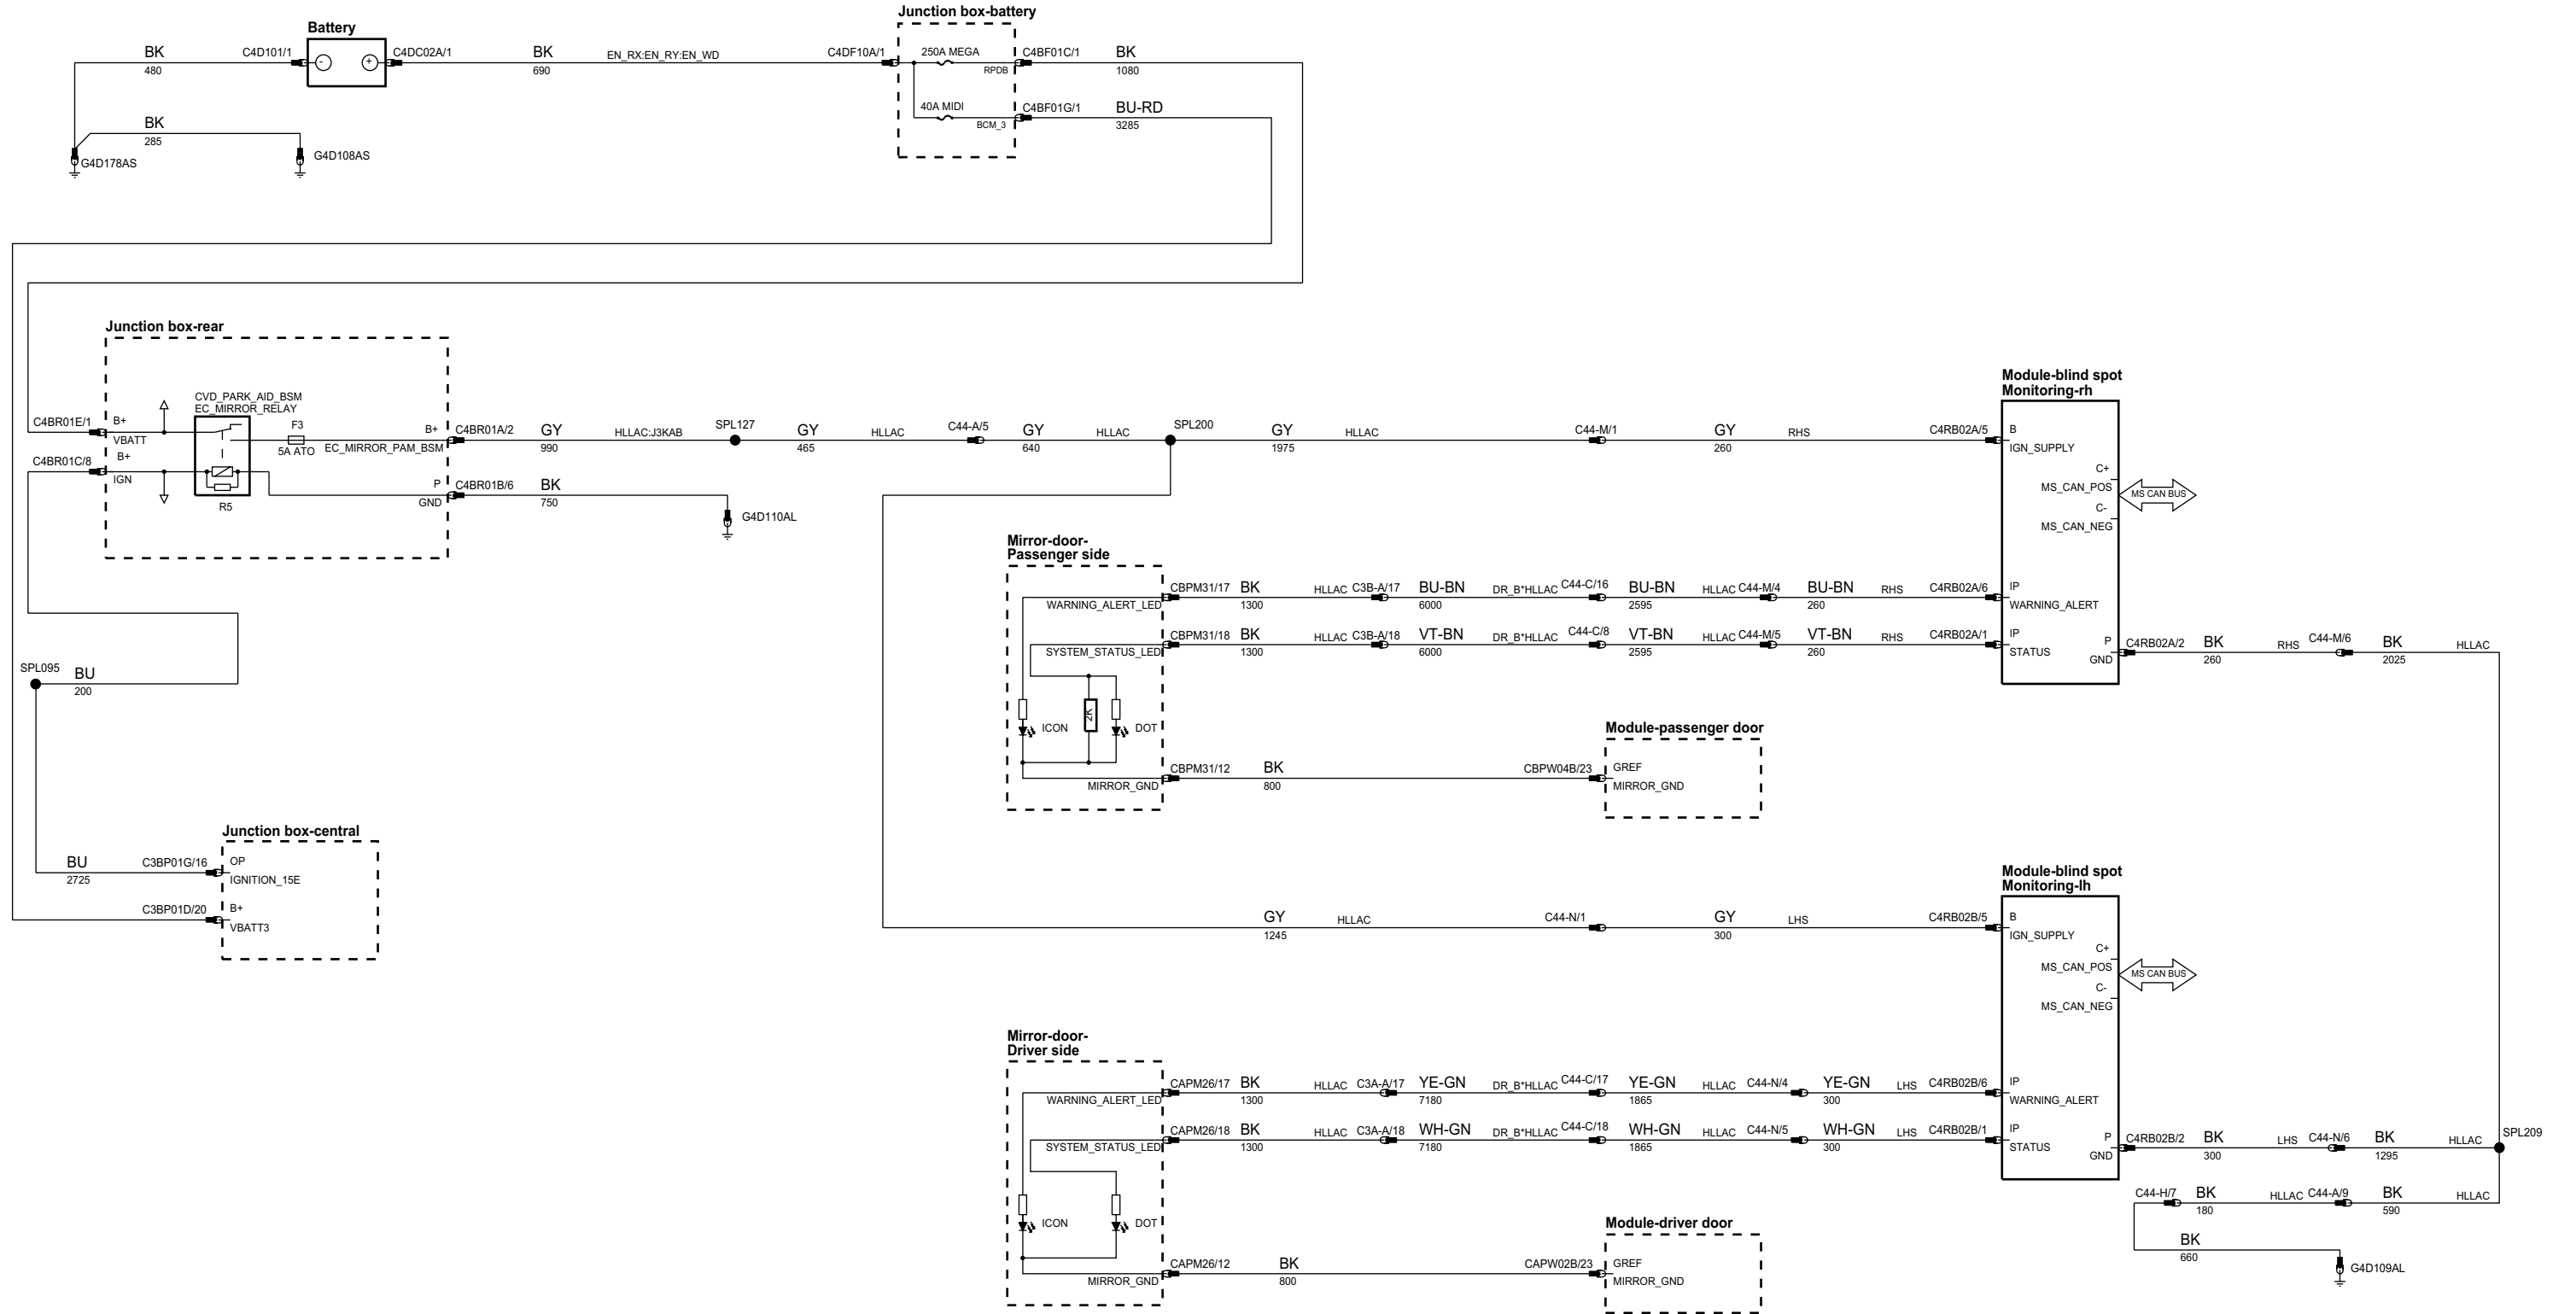 Junction box-battery
Battery
BK
480
C4D101/1
-
+
C4DC02A/1
BK
690
EN_RX:EN_RY:EN_WD
C4DF10A/1
250A MEGA
RPDB
C4BF01C/1
BK
1080
40A MIDI
BCM_3
C4BF01G/1
BU-RD
3285
BK
285
G4D178AS
G4D108AS
Junction box-rear
CVD_PARK_AID_BSM
EC_MIRROR_RELAY
C4BR01E/1
B+
VBATT
F3
5A ATO
B+
EC_MIRROR_PAM_BSM
C4BR01A/2
GY
990
HLLAC:J3KAB
SPL127
GY
465
HLLAC
C44-A/5
GY
640
HLLAC
SPL200
GY
1975
HLLAC
C44-M/1
GY
260
RHS
C4RB02A/5
C4BR01C/8
B+
IGN
R5
P
GND
C4BR01B/6
BK
750
G4D110AL
Module-blind spot
Monitoring-rh
B
IGN_SUPPLY
C+
MS_CAN_POS
MS CAN BUS
C-
MS_CAN_NEG
IP
WARNING_ALERT
IP
STATUS
P
GND
C4RB02A/2
BK
260
RHS
C44-M/6
BK
2025
HLLAC
Mirror-door-
Passenger side
WARNING_ALERT_LED
CBPM31/17
BK
1300
HLLAC
C3B-A/17
BU-BN
6000
DR_B*HLLAC
C44-C/16
BU-BN
2595
HLLAC
C44-M/4
BU-BN
260
RHS
C4RB02A/6
SYSTEM_STATUS_LED
CBPM31/18
BK
1300
HLLAC
C3B-A/18
VT-BN
6000
DR_B*HLLAC
C44-C/8
VT-BN
2595
HLLAC
C44-M/5
VT-BN
260
RHS
C4RB02A/1
ICON
2K
DOT
MIRROR_GND
CBPM31/12
BK
800
CBPW04B/23
Module-passenger door
GREF
MIRROR_GND
SPL095
BU
200
Junction box-central
BU
2725
C3BP01G/16
OP
IGNITION_15E
C3BP01D/20
B+
VBATT3
GY
1245
HLLAC
C44-N/1
GY
300
LHS
C4RB02B/5
Module-blind spot
Monitoring-lh
B
IGN_SUPPLY
C+
MS_CAN_POS
MS CAN BUS
C-
MS_CAN_NEG
IP
WARNING_ALERT
IP
STATUS
P
GND
C4RB02B/2
BK
300
LHS
C44-N/6
BK
1295
HLLAC
SPL209
Mirror-door-
Driver side
WARNING_ALERT_LED
CAPM26/17
BK
1300
HLLAC
C3A-A/17
YE-GN
7180
DR_B*HLLAC
C44-C/17
YE-GN
1865
HLLAC
C44-N/4
YE-GN
300
LHS
C4RB02B/6
SYSTEM_STATUS_LED
CAPM26/18
BK
1300
HLLAC
C3A-A/18
WH-GN
7180
DR_B*HLLAC
C44-C/18
WH-GN
1865
HLLAC
C44-N/5
WH-GN
300
LHS
C4RB02B/1
C44-H/7
BK
180
HLLAC
C44-A/9
BK
590
HLLAC
BK
660
G4D109AL
ICON
DOT
MIRROR_GND
CAPM26/12
BK
800
CAPW02B/23
Module-driver door
GREF
MIRROR_GND